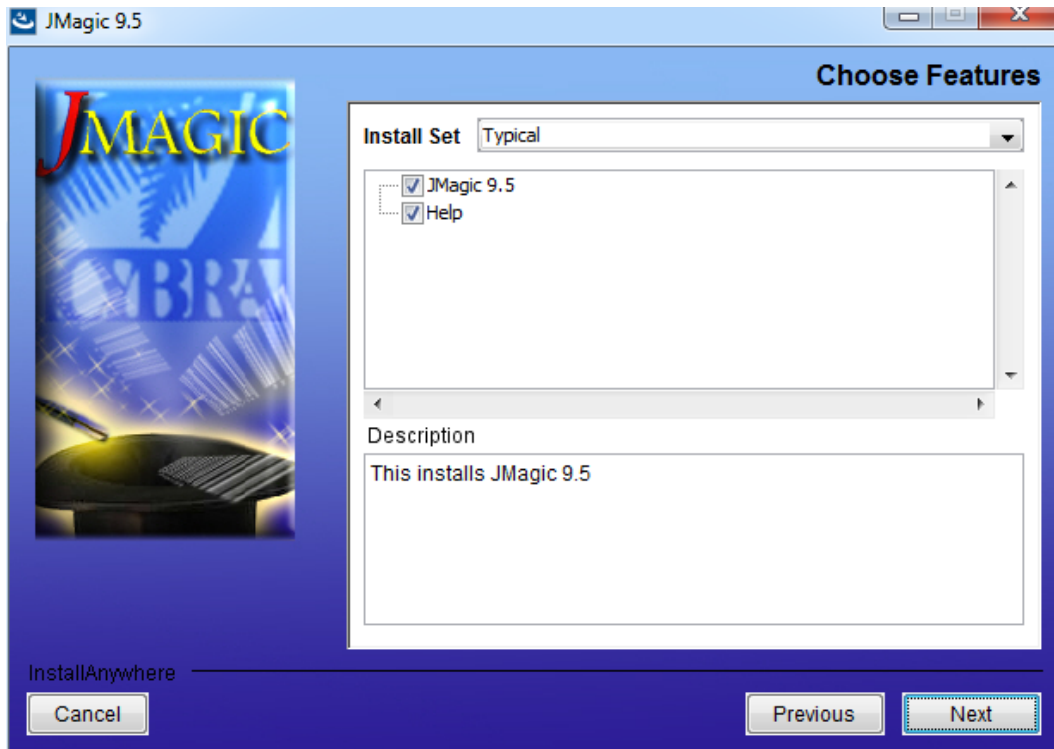 JMagic 9.5
Choose Features
JMAGIC
CYBRA
Install Set Typical
JMagic 9.5
Help
Description
This installs JMagic 9.5
InstallAnywhere
Cancel Previous Next